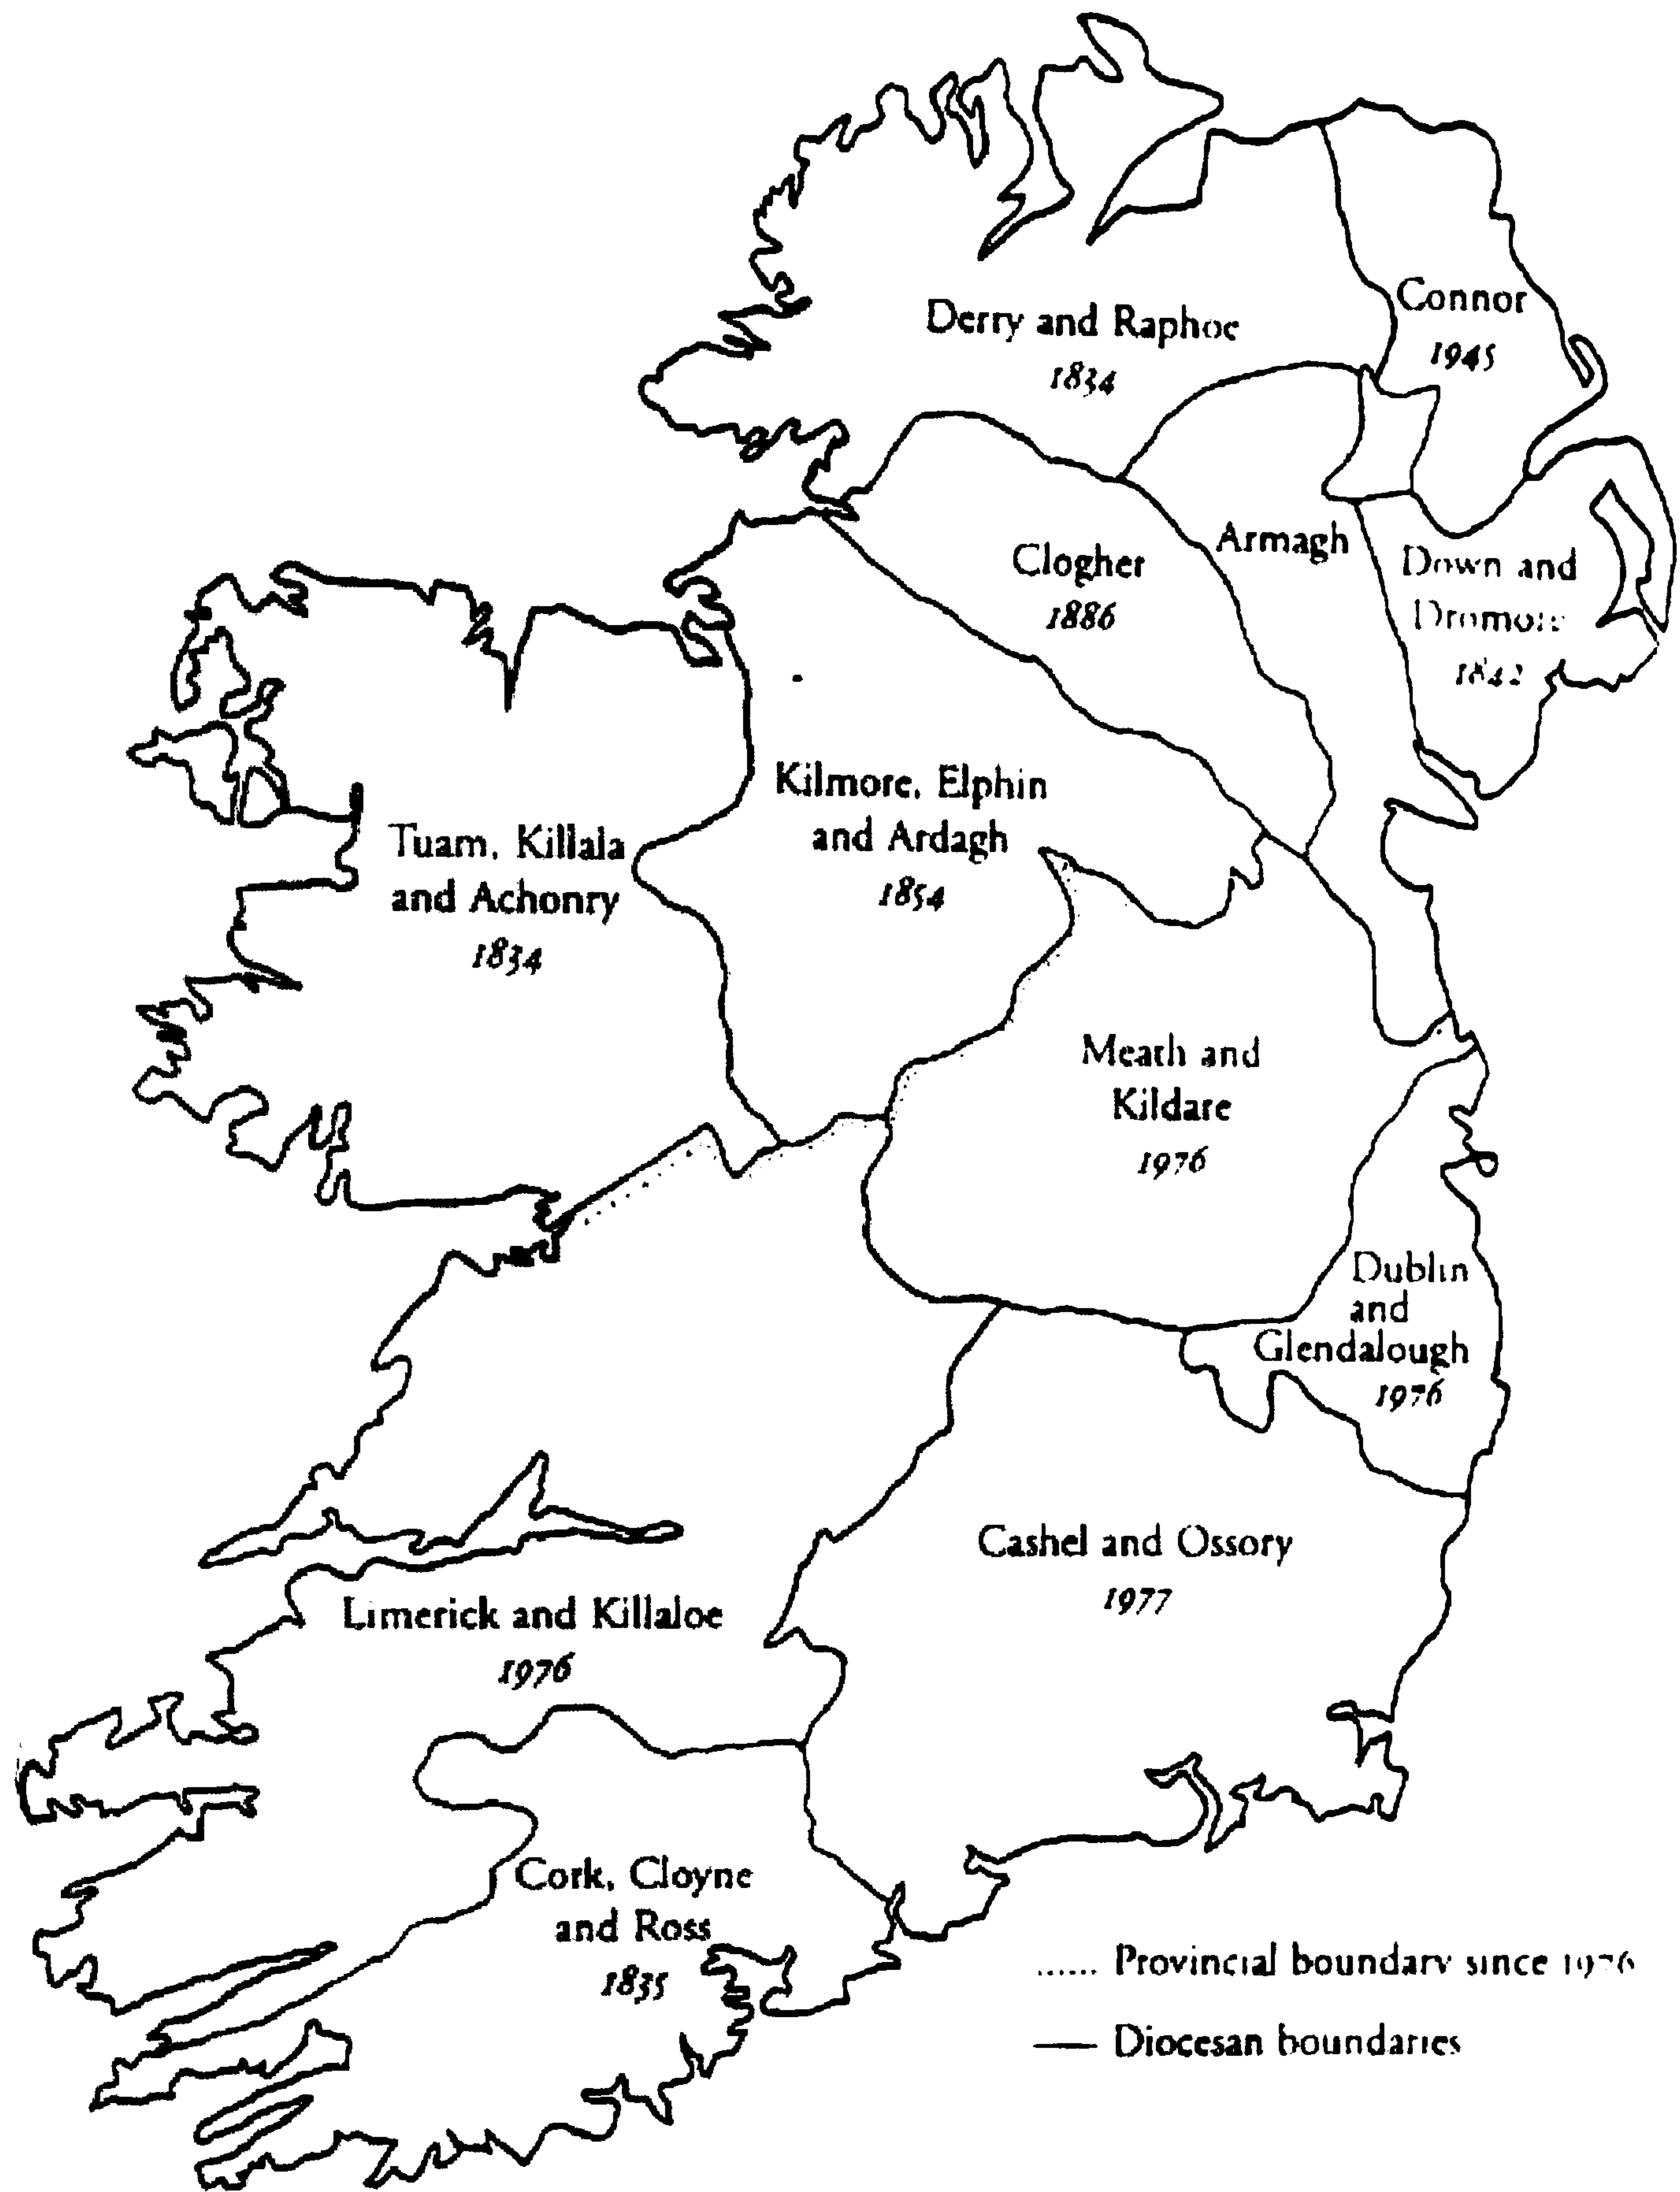 Connor
1945
Derry and Raphoe
1834
Armagh
Clogher
1886
Down and
Dromore
1842
Kilmore, Elphin
and Ardagh
1854
Tuam, Killala
and Achonry
1834
Meath and
Kildare
1976
Dublin
and
Glendalough
1976
Cashel and Ossory
1977
Limerick and Killaloe
1976
Cork, Cloyne
and Ross
1835
...... Provincial boundary since 1976
— Diocesan boundaries